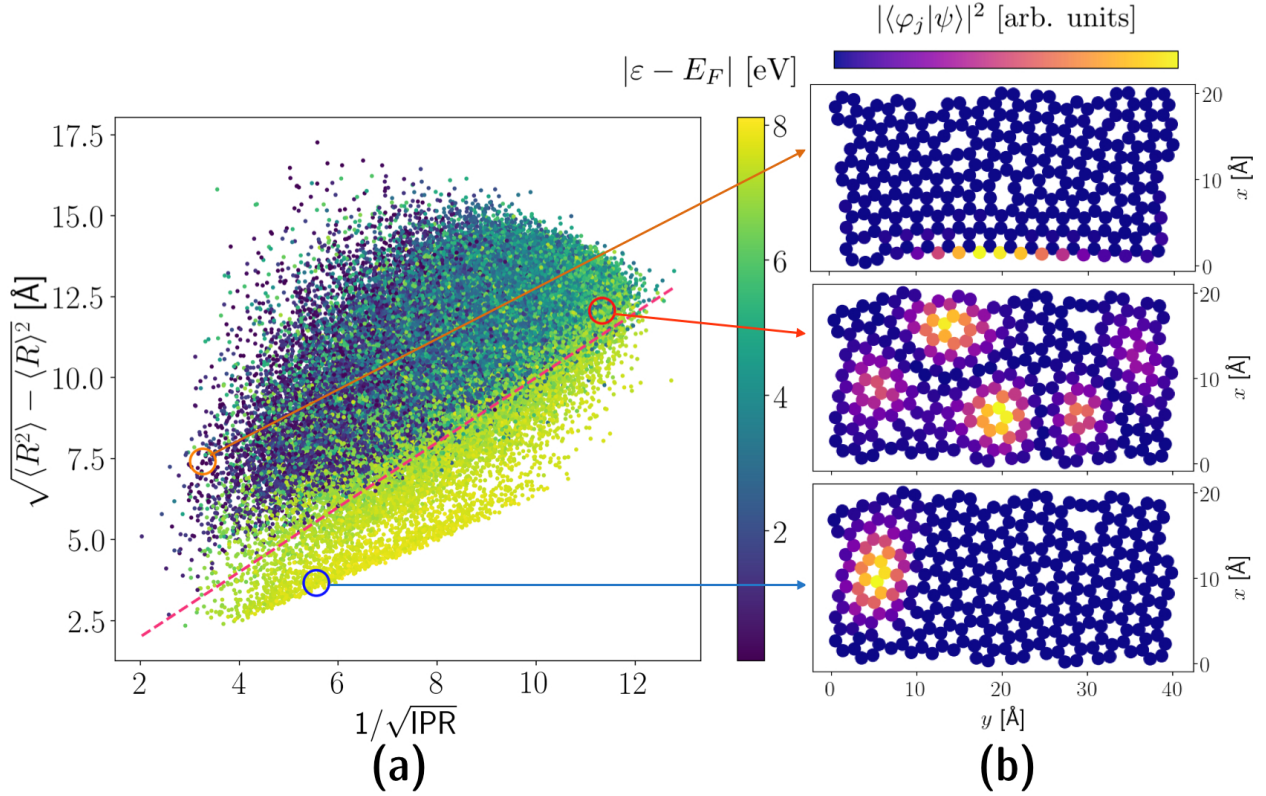 |⟨φ_j|ψ⟩|² [arb. units]
|ε − E_F| [eV]
√⟨R²⟩ − ⟨R⟩² [Å]
17.5
15.0
12.5
10.0
7.5
5.0
2.5
2 4 6 8 10 12
1/√IPR
(a)
8
6
4
2
20
10
0
x [Å]
20
10
0
x [Å]
20
10
0
x [Å]
0 10 20 30 40
y [Å]
(b)